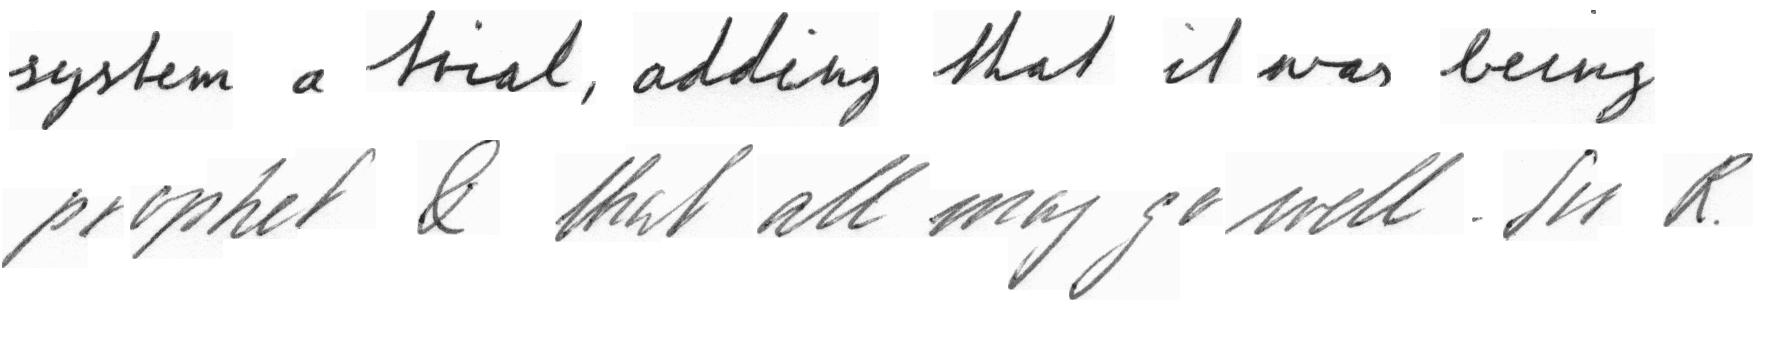 system a trial, adding that it was being
prophet & that all may go well. Sir R.